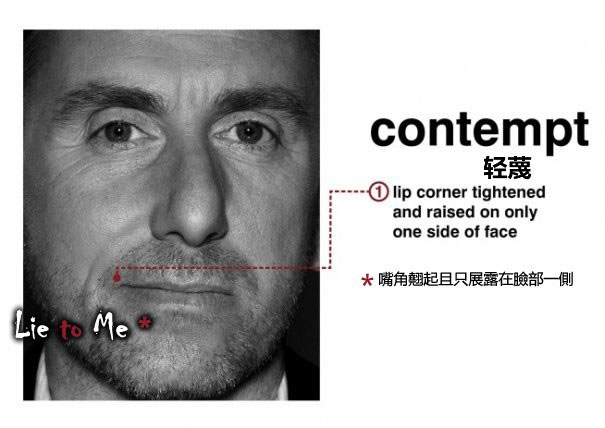 contempt
轻蔑
1 lip corner tightened
and raised on only
one side of face
* 嘴角翹起且只展露在臉部一側
Lie to Me *